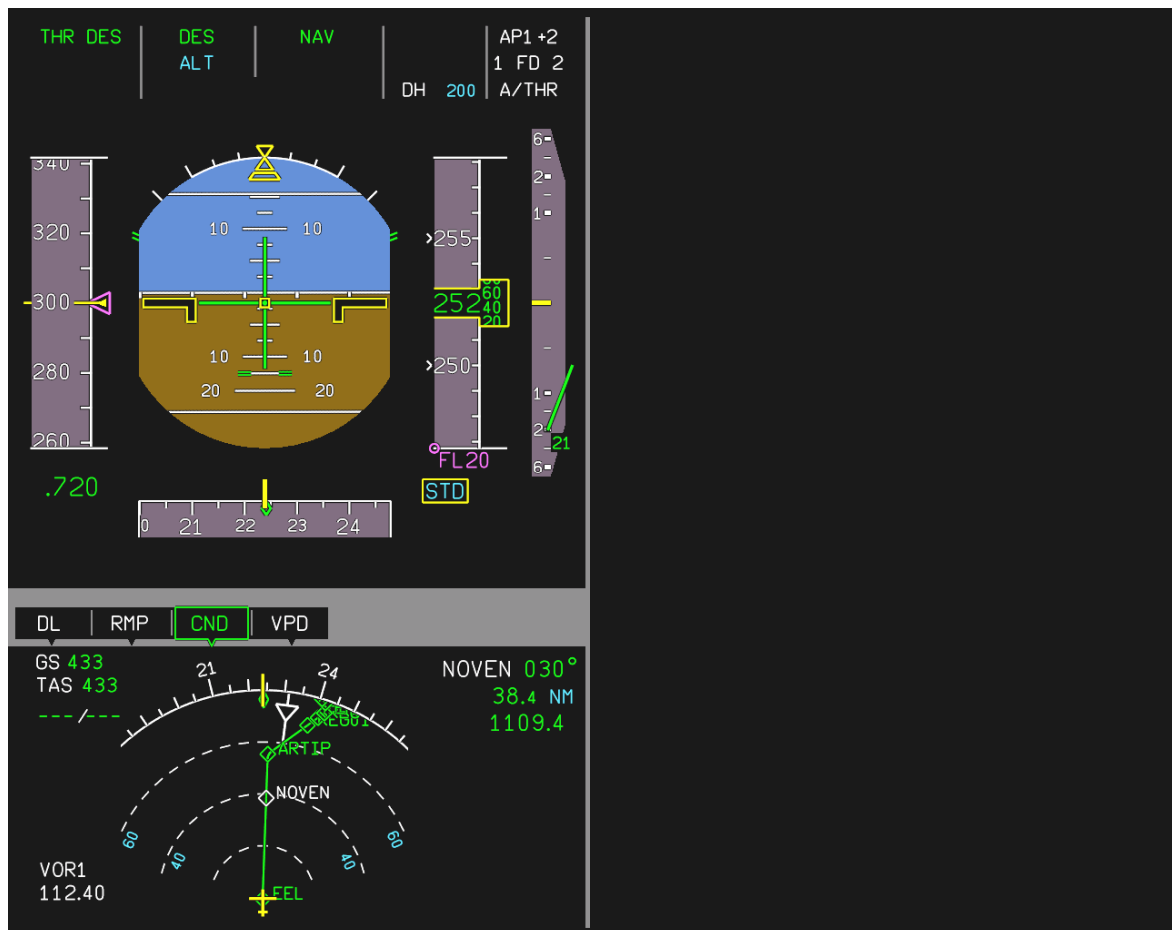 THR DES DES NAV AP1+2
ALT 1 FD 2
DH 200 A/THR
340
320
300
280
260
10 10
10 10
20 20
255
252
60
40
20
250
FL20
STD
6
2
1
1
2
21
6
.720
0 21 22 23 24
DL RMP CND VPD
GS 433
TAS 433
---/---
21 24
NOVEN 030°
38.4 NM
1109.4
ARTIP
NOVEN
60 60
40 40
VOR1
112.40
EEL